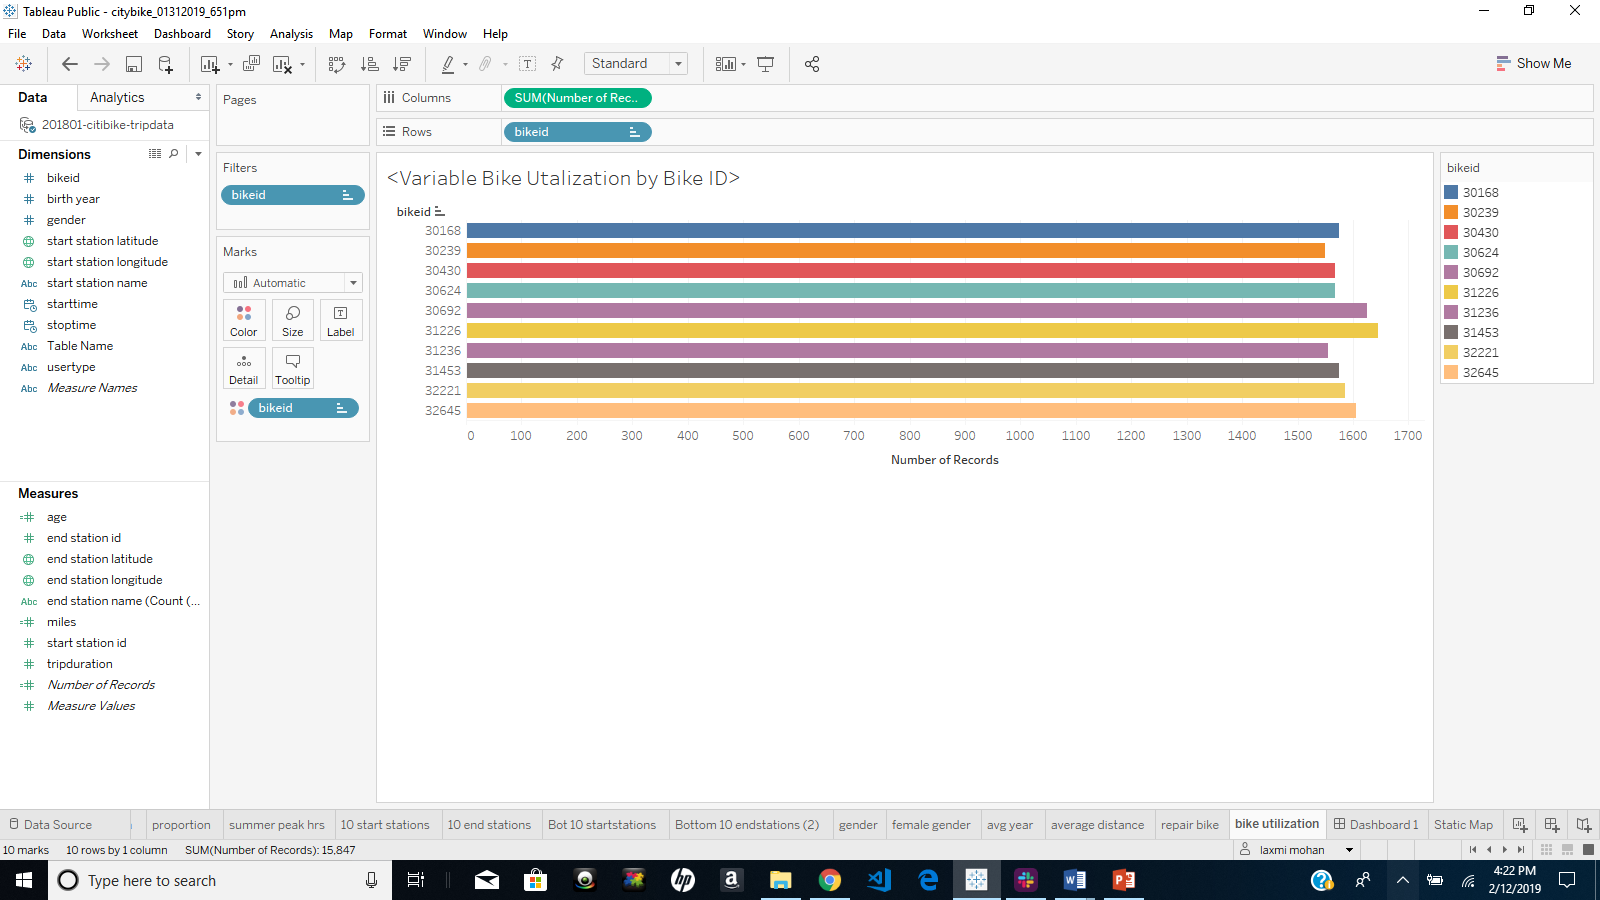 Tableau Public - citybike_01312019_651pm
File Data Worksheet Dashboard Story Analysis Map Format Window Help
Standard
Show Me
Data Analytics
201801-citibike-tripdata
Dimensions
bikeid
birth year
gender
start station latitude
start station longitude
Abc start station name
starttime
stoptime
Abc Table Name
Abc usertype
Abc Measure Names
Measures
age
end station id
end station latitude
end station longitude
Abc end station name (Count (...
miles
start station id
tripduration
Number of Records
Measure Values
Pages
Filters
bikeid
Marks
Automatic
Color Size Label
Detail Tooltip
bikeid
Columns SUM(Number of Rec..
Rows bikeid
<Variable Bike Utalization by Bike ID>
bikeid
30168
30239
30430
30624
30692
31226
31236
31453
32221
32645
0 100 200 300 400 500 600 700 800 900 1000 1100 1200 1300 1400 1500 1600 1700
Number of Records
bikeid
30168
30239
30430
30624
30692
31226
31236
31453
32221
32645
Data Source proportion summer peak hrs 10 start stations 10 end stations Bot 10 startstations Bottom 10 endstations (2) gender female gender avg year average distance repair bike bike utilization Dashboard 1 Static Map
10 marks 10 rows by 1 column SUM(Number of Records): 15,847 laxmi mohan
Type here to search
4:22 PM
2/12/2019